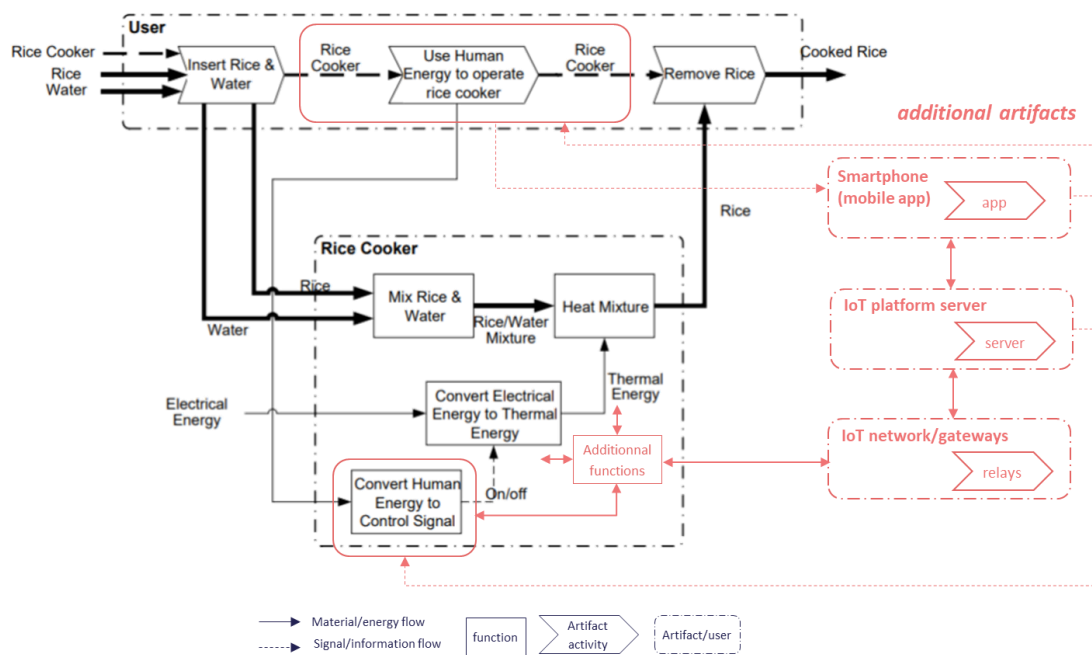 User
Rice Cooker
Rice
Water
Insert Rice &
Water
Rice
Cooker
Use Human
Energy to operate
rice cooker
Rice
Cooker
Remove Rice
Cooked Rice
additional artifacts
Smartphone
(mobile app)
app
Rice
Rice Cooker
Rice
Water
Mix Rice &
Water
Rice/Water
Mixture
Heat Mixture
IoT platform server
server
Electrical
Energy
Convert Electrical
Energy to Thermal
Energy
Thermal
Energy
Additionnal
functions
IoT network/gateways
relays
Convert Human
Energy to
Control Signal
On/off
Material/energy flow
Signal/information flow
function
Artifact
activity
Artifact/user